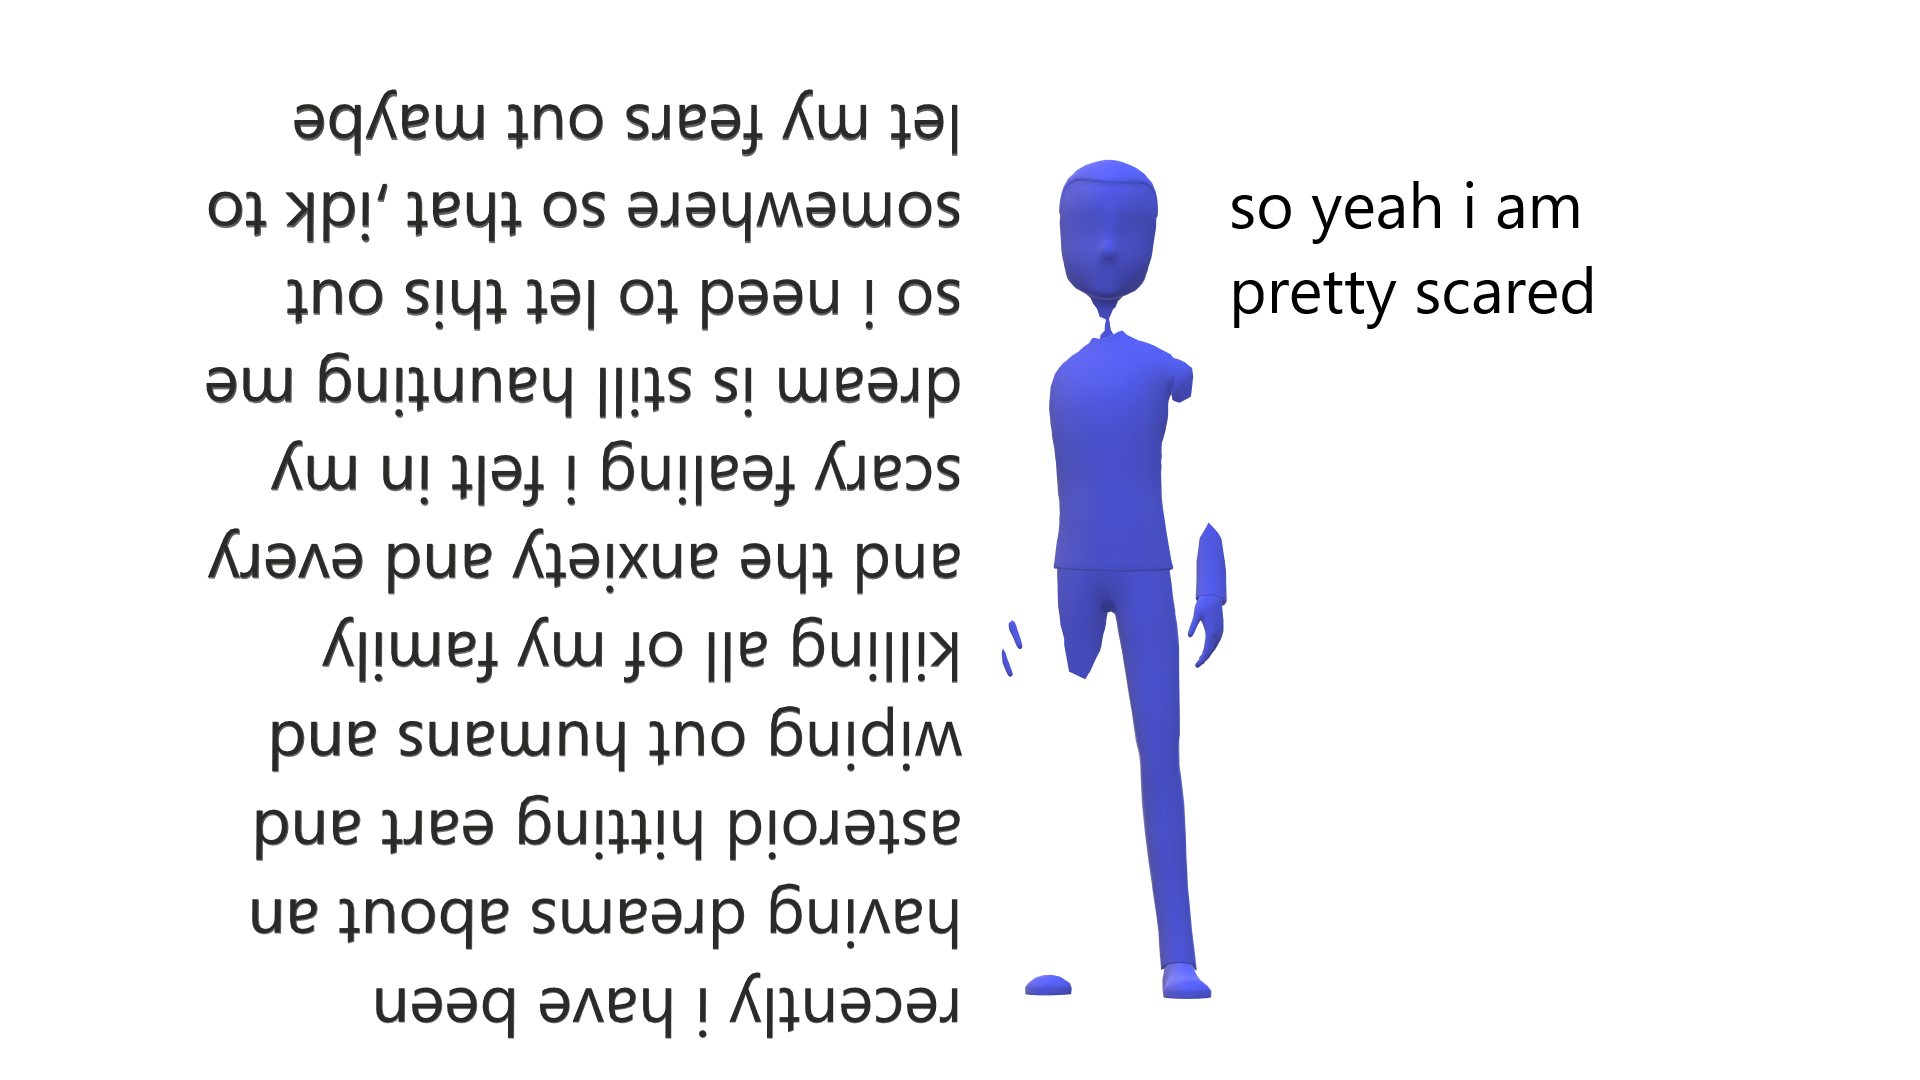 recently i have been
having dreams about an
asteroid hitting eart and
wiping out humans and
killing all of my family
and the anxiety and every
scary fealing i felt in my
dream is still haunting me
so i need to let this out
somewhere so that ,idk to
let my fears out maybe
so yeah i am
pretty scared